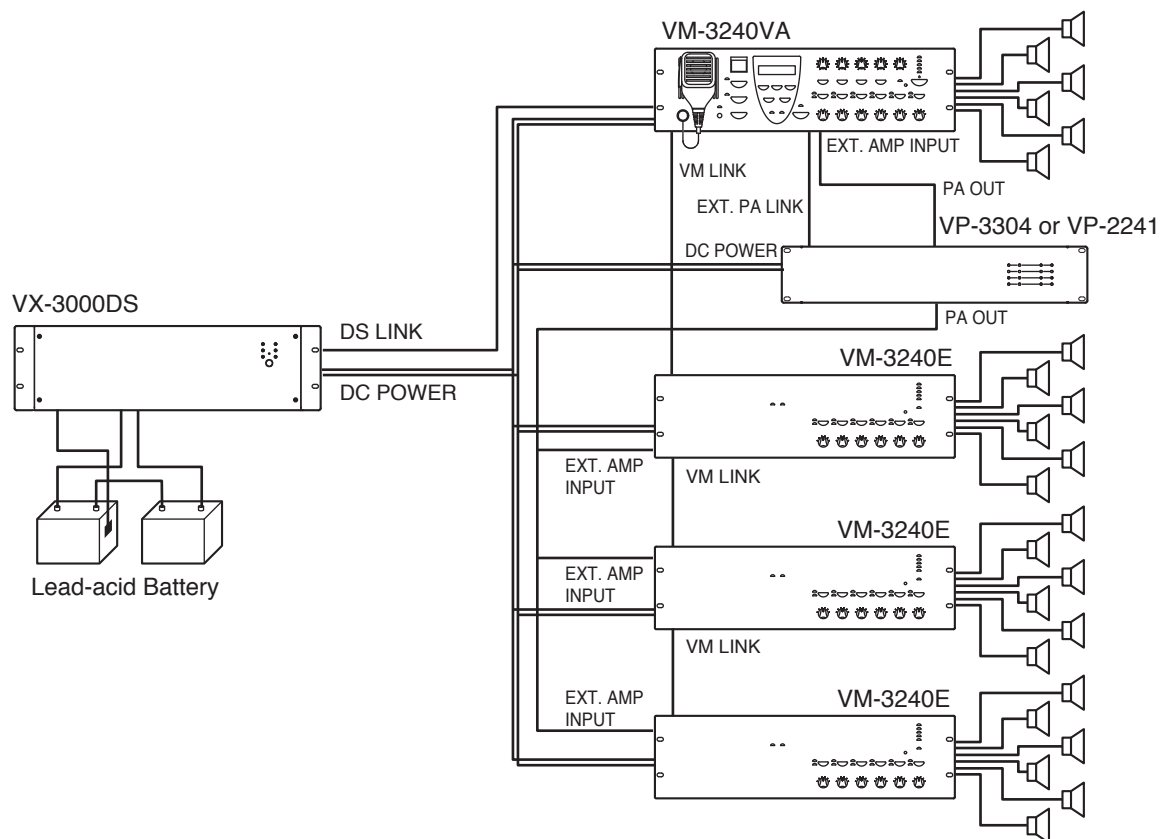 VM-3240VA
EXT. AMP INPUT
VM LINK
PA OUT
EXT. PA LINK
VP-3304 or VP-2241
DC POWER
VX-3000DS
DS LINK
PA OUT
DC POWER
VM-3240E
EXT. AMP
INPUT
VM LINK
VM-3240E
Lead-acid Battery
EXT. AMP
INPUT
VM LINK
EXT. AMP
INPUT
VM-3240E